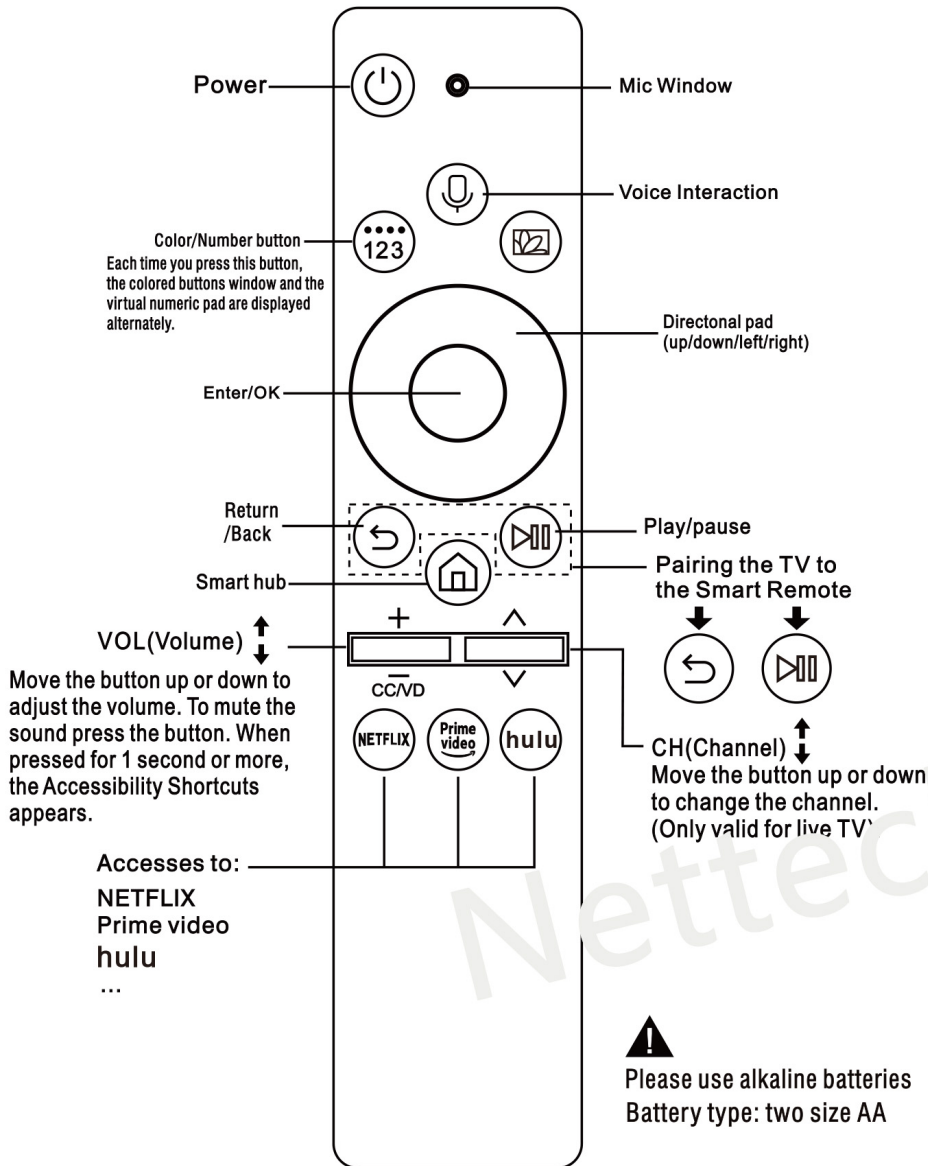 Power
Mic Window
Voice Interaction
Color/Number button
Each time you press this button,
the colored buttons window and the
virtual numeric pad are displayed
alternately.
123
Directonal pad
(up/down/left/right)
Enter/OK
Return
/Back
Play/pause
Smart hub
Pairing the TV to
the Smart Remote
VOL(Volume)
Move the button up or down to
adjust the volume. To mute the
sound press the button. When
pressed for 1 second or more,
the Accessibility Shortcuts
appears.
+
–
CC/VD
NETFLIX
Prime
video
hulu
CH(Channel)
Move the button up or down
to change the channel.
(Only valid for live TV)
Accesses to:
NETFLIX
Prime video
hulu
...
Nettec
!
Please use alkaline batteries
Battery type: two size AA